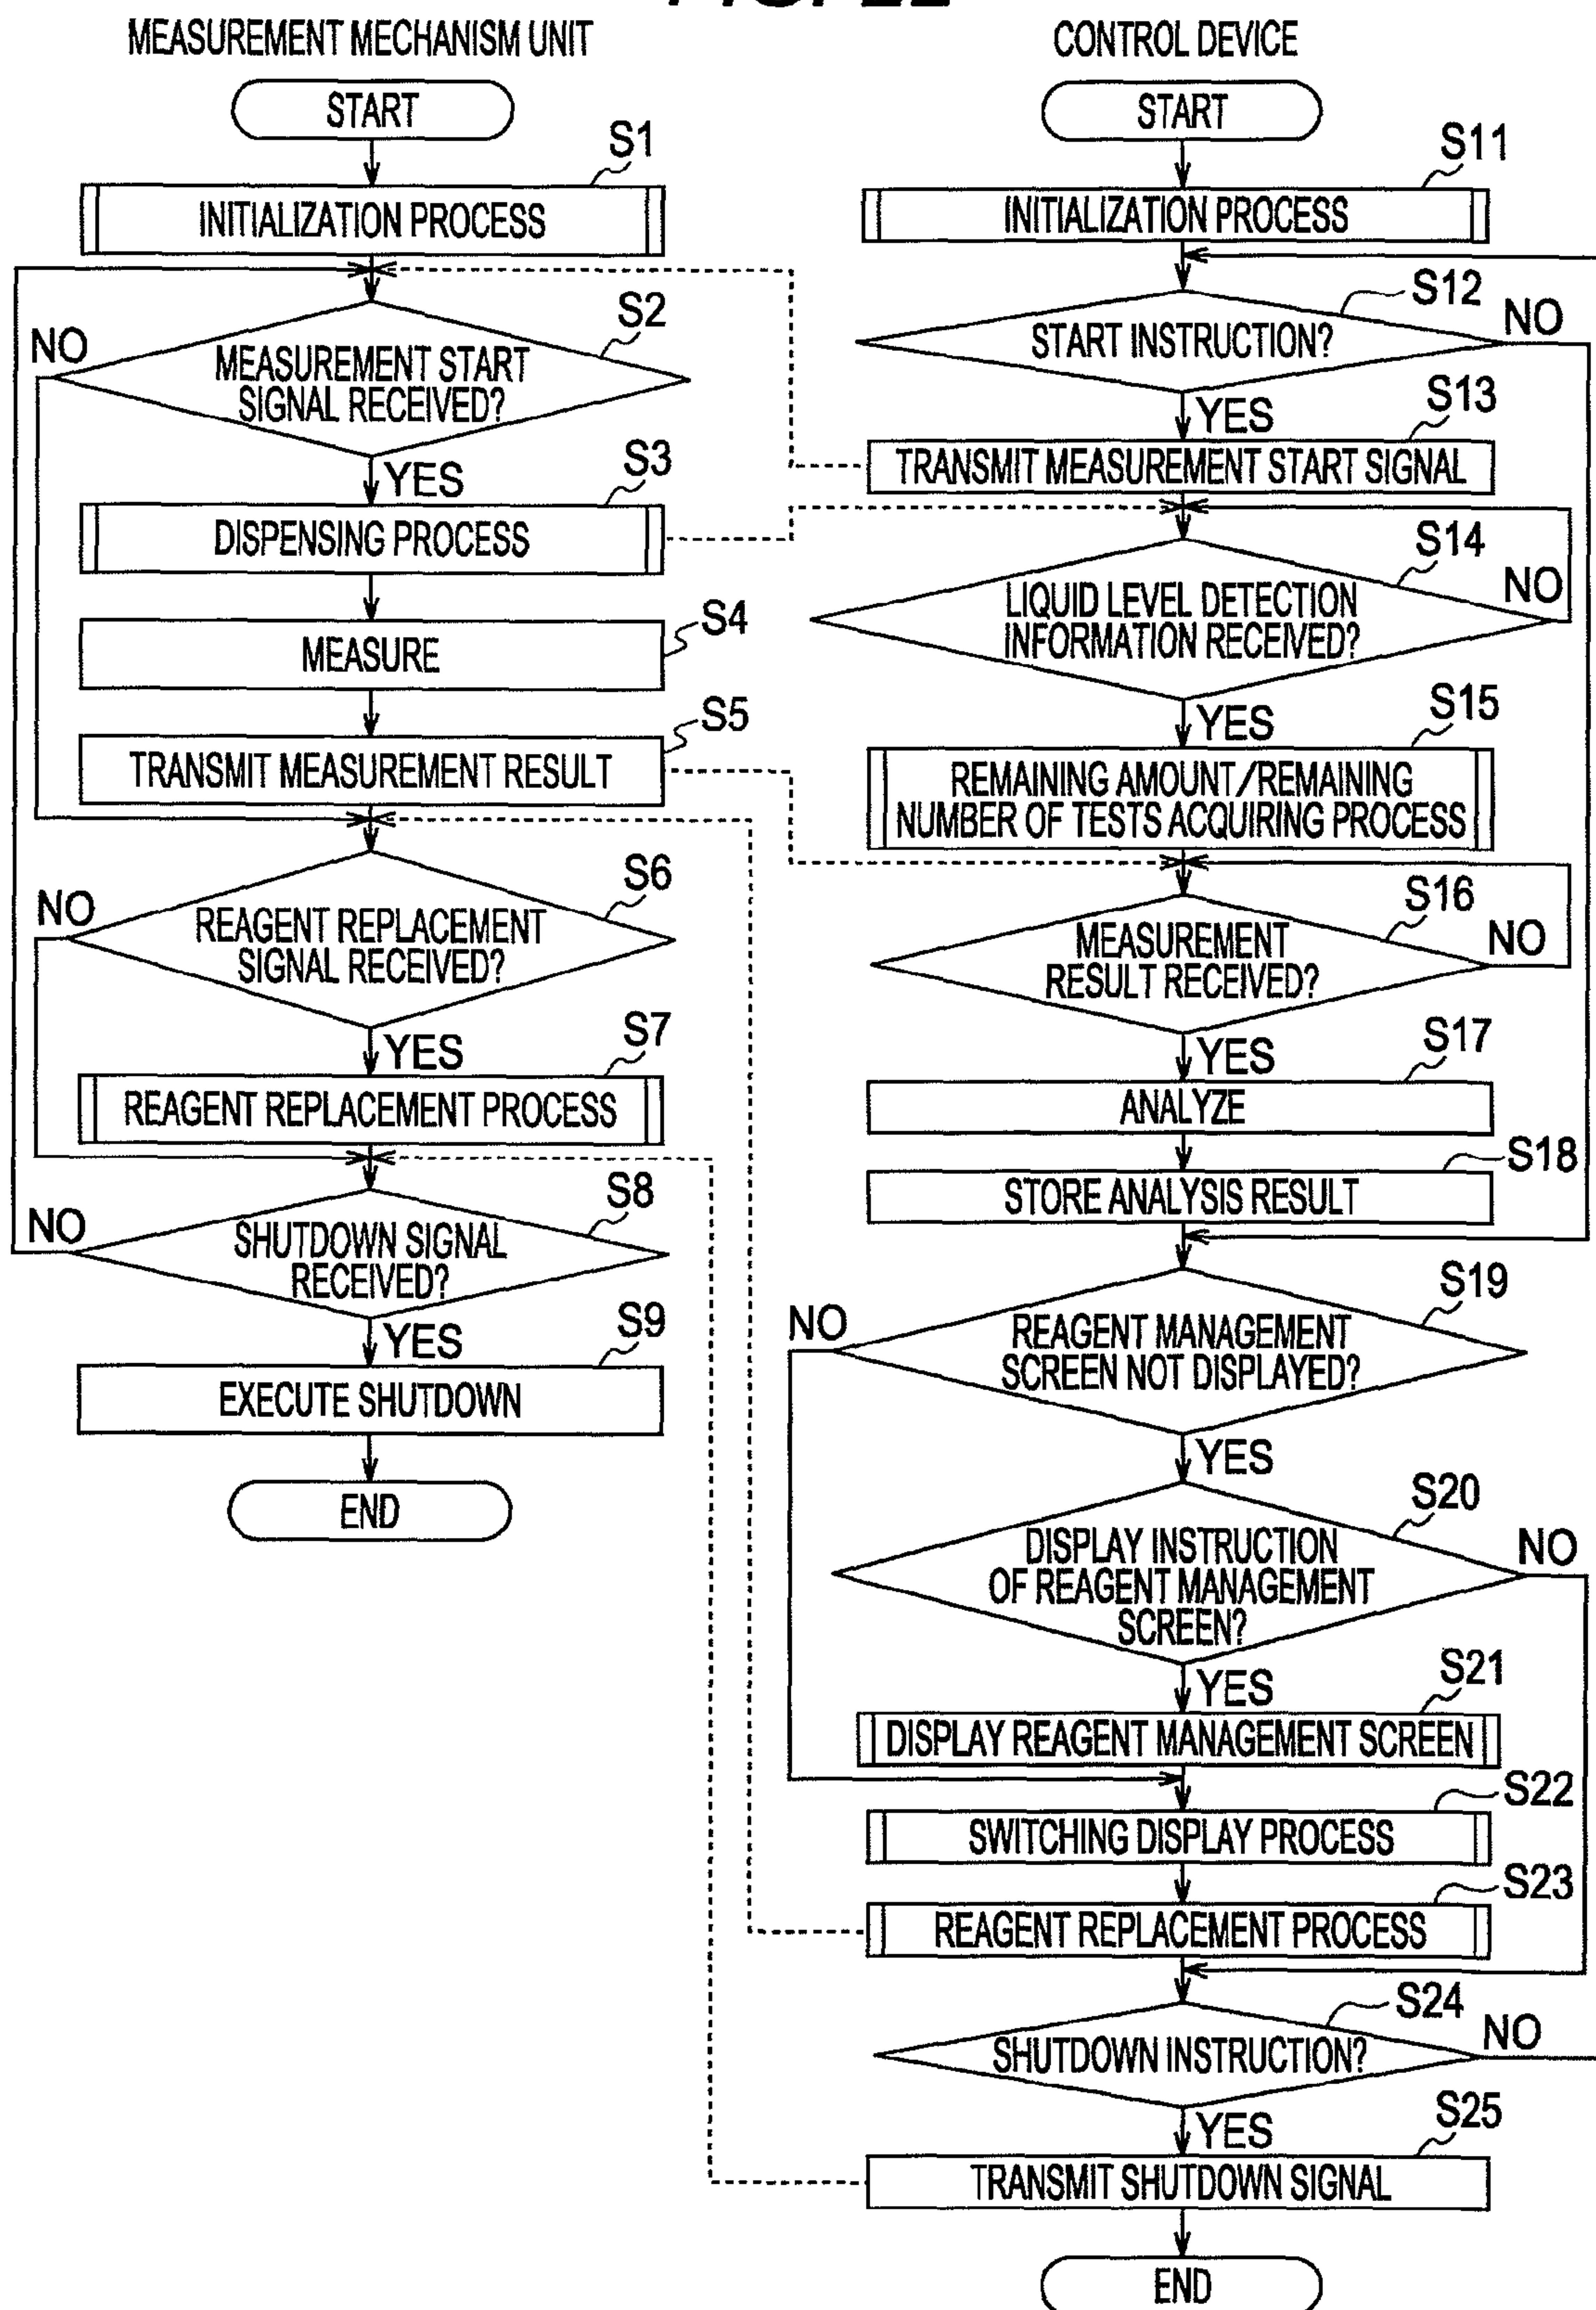 MEASUREMENT MECHANISM UNIT
START
S1
INITIALIZATION PROCESS
S2
NO
MEASUREMENT START
SIGNAL RECEIVED?
YES
S3
DISPENSING PROCESS
S4
MEASURE
S5
TRANSMIT MEASUREMENT RESULT
S6
NO
REAGENT REPLACEMENT
SIGNAL RECEIVED?
YES
S7
REAGENT REPLACEMENT PROCESS
S8
NO
SHUTDOWN SIGNAL
RECEIVED?
YES
S9
EXECUTE SHUTDOWN
END
CONTROL DEVICE
START
S11
INITIALIZATION PROCESS
S12
NO
START INSTRUCTION?
YES
S13
TRANSMIT MEASUREMENT START SIGNAL
S14
NO
LIQUID LEVEL DETECTION
INFORMATION RECEIVED?
YES
S15
REMAINING AMOUNT/REMAINING
NUMBER OF TESTS ACQUIRING PROCESS
S16
NO
MEASUREMENT
RESULT RECEIVED?
YES
S17
ANALYZE
S18
STORE ANALYSIS RESULT
S19
NO
REAGENT MANAGEMENT
SCREEN NOT DISPLAYED?
YES
S20
NO
DISPLAY INSTRUCTION
OF REAGENT MANAGEMENT
SCREEN?
YES
S21
DISPLAY REAGENT MANAGEMENT SCREEN
S22
SWITCHING DISPLAY PROCESS
S23
REAGENT REPLACEMENT PROCESS
S24
NO
SHUTDOWN INSTRUCTION?
YES
S25
TRANSMIT SHUTDOWN SIGNAL
END